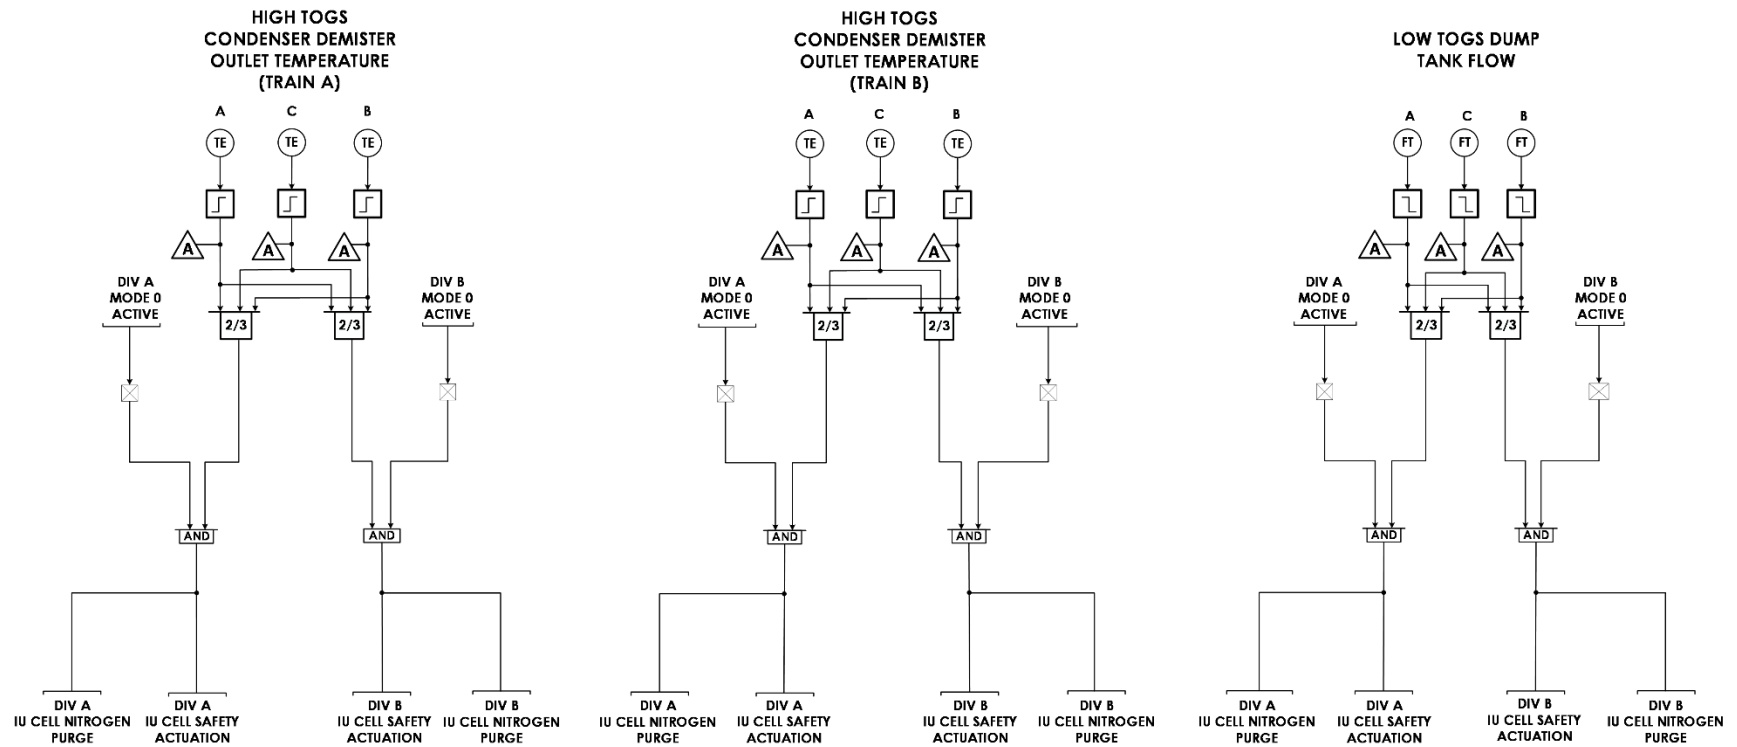 HIGH TOGS
CONDENSER DEMISTER
OUTLET TEMPERATURE
(TRAIN A)
A
C
B
TE
TE
TE
A
A
A
DIV A
MODE 0
ACTIVE
DIV B
MODE 0
ACTIVE
2/3
2/3
AND
AND
DIV A
IU CELL NITROGEN
PURGE
DIV A
IU CELL SAFETY
ACTUATION
DIV B
IU CELL SAFETY
ACTUATION
DIV B
IU CELL NITROGEN
PURGE
HIGH TOGS
CONDENSER DEMISTER
OUTLET TEMPERATURE
(TRAIN B)
A
C
B
TE
TE
TE
A
A
A
DIV A
MODE 0
ACTIVE
DIV B
MODE 0
ACTIVE
2/3
2/3
AND
AND
DIV A
IU CELL NITROGEN
PURGE
DIV A
IU CELL SAFETY
ACTUATION
DIV B
IU CELL SAFETY
ACTUATION
DIV B
IU CELL NITROGEN
PURGE
LOW TOGS DUMP
TANK FLOW
A
C
B
FT
FT
FT
A
A
A
DIV A
MODE 0
ACTIVE
DIV B
MODE 0
ACTIVE
2/3
2/3
AND
AND
DIV A
IU CELL NITROGEN
PURGE
DIV A
IU CELL SAFETY
ACTUATION
DIV B
IU CELL SAFETY
ACTUATION
DIV B
IU CELL NITROGEN
PURGE